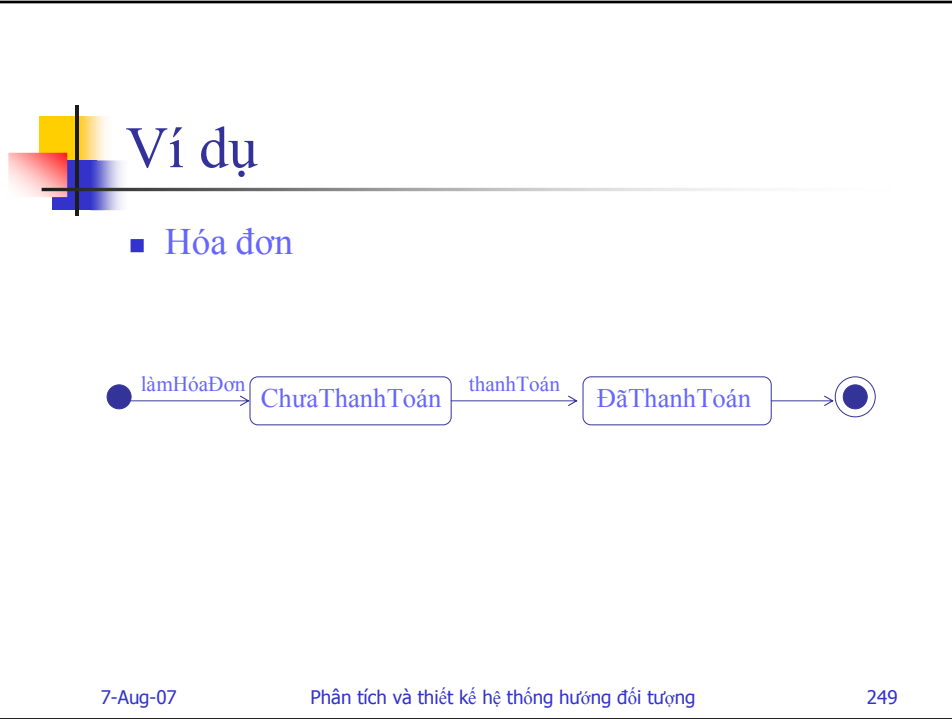 Ví dụ
Hóa đơn
làmHóaĐơn
ChưaThanhToán
thanhToán
ĐãThanhToán
7-Aug-07
Phân tích và thiết kế hệ thống hướng đối tượng
249